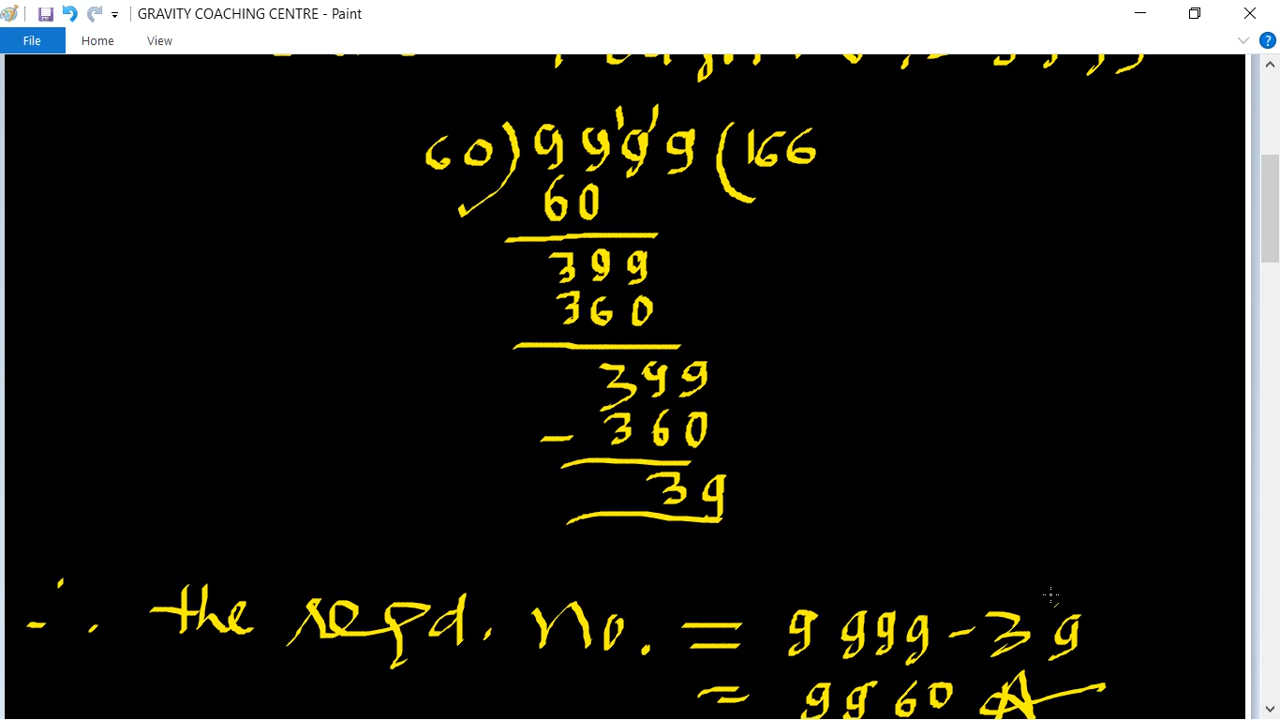 GRAVITY COACHING CENTRE - Paint
File Home View
60) 9999 (166
60
399
360
399
- 360
39
∴ the reqd. no. = 9999 - 39
= 9960